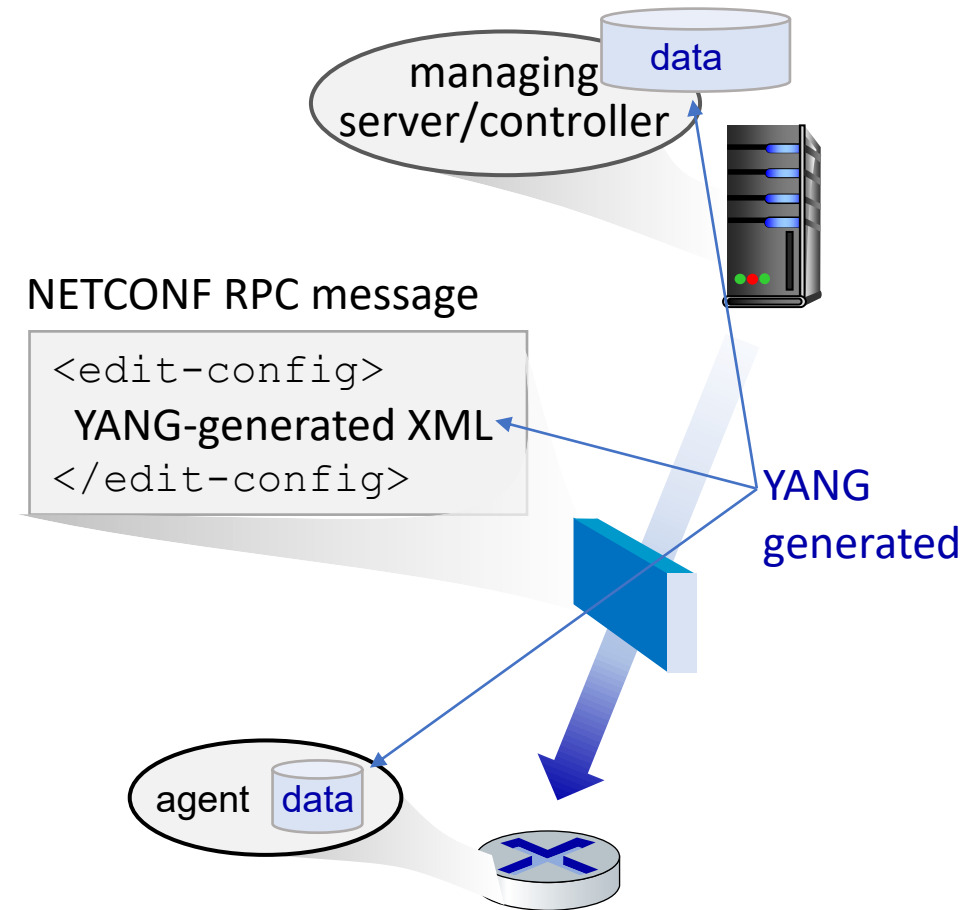 data
managing
server/controller
NETCONF RPC message
<edit-config>
YANG-generated XML
</edit-config>
YANG
generated
agent
data